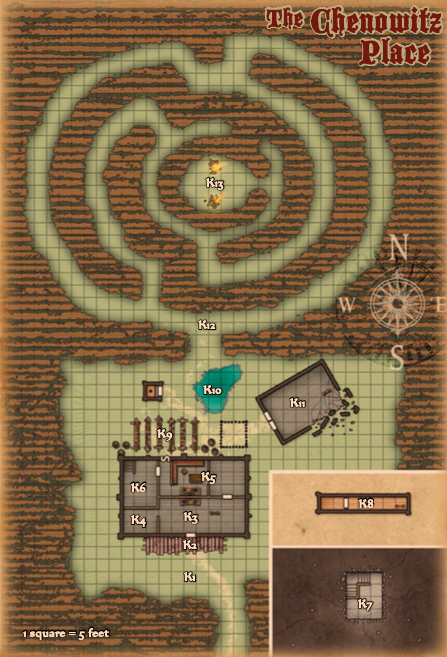 The Chenowitz
Place
K13
N
W E
S
K12
K10
K11
K9
S
K6
K5
K8
K4
K3
K2
K1
K7
1 square = 5 feet